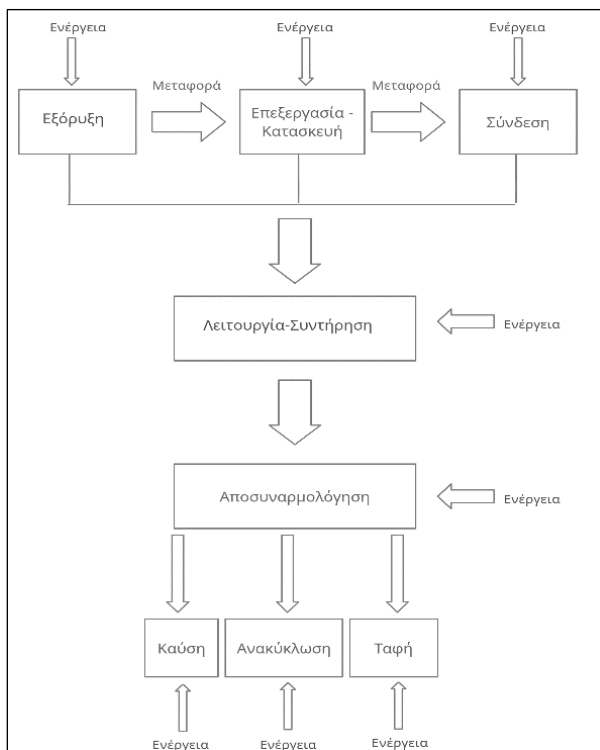 Ενέργεια
Ενέργεια
Ενέργεια
Μεταφορά
Μεταφορά
Εξόρυξη
Επεξεργασία -
Κατασκευή
Σύνδεση
Λειτουργία-Συντήρηση
Ενέργεια
Αποσυναρμολόγηση
Ενέργεια
Καύση
Ανακύκλωση
Ταφή
Ενέργεια
Ενέργεια
Ενέργεια